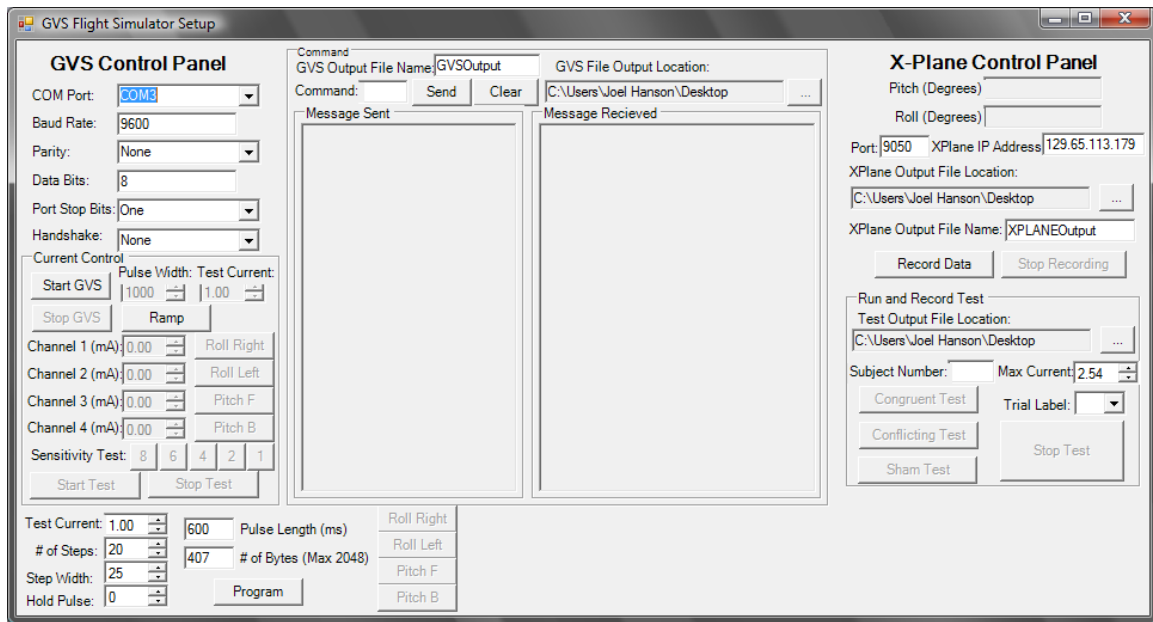 GVS Flight Simulator Setup
GVS Control Panel
COM Port: COM3
Baud Rate: 9600
Parity: None
Data Bits: 8
Port Stop Bits: One
Handshake: None
Current Control
Pulse Width: Test Current:
Start GVS 1000 1.00
Stop GVS Ramp
Channel 1 (mA): 0.00 Roll Right
Channel 2 (mA): 0.00 Roll Left
Channel 3 (mA): 0.00 Pitch F
Channel 4 (mA): 0.00 Pitch B
Sensitivity Test: 8 6 4 2 1
Start Test Stop Test
Test Current: 1.00
# of Steps: 20
Step Width: 25
Hold Pulse: 0
600 Pulse Length (ms)
407 # of Bytes (Max 2048)
Program
Roll Right
Roll Left
Pitch F
Pitch B
Command
GVS Output File Name: GVSOutput GVS File Output Location:
Command: Send Clear C:\Users\Joel Hanson\Desktop ...
Message Sent Message Recieved
X-Plane Control Panel
Pitch (Degrees)
Roll (Degrees)
Port: 9050 XPlane IP Address 129.65.113.179
XPlane Output File Location:
C:\Users\Joel Hanson\Desktop ...
XPlane Output File Name: XPLANEOutput
Record Data Stop Recording
Run and Record Test
Test Output File Location:
C:\Users\Joel Hanson\Desktop ...
Subject Number: Max Current: 2.54
Congruent Test Trial Label:
Conflicting Test
Stop Test
Sham Test